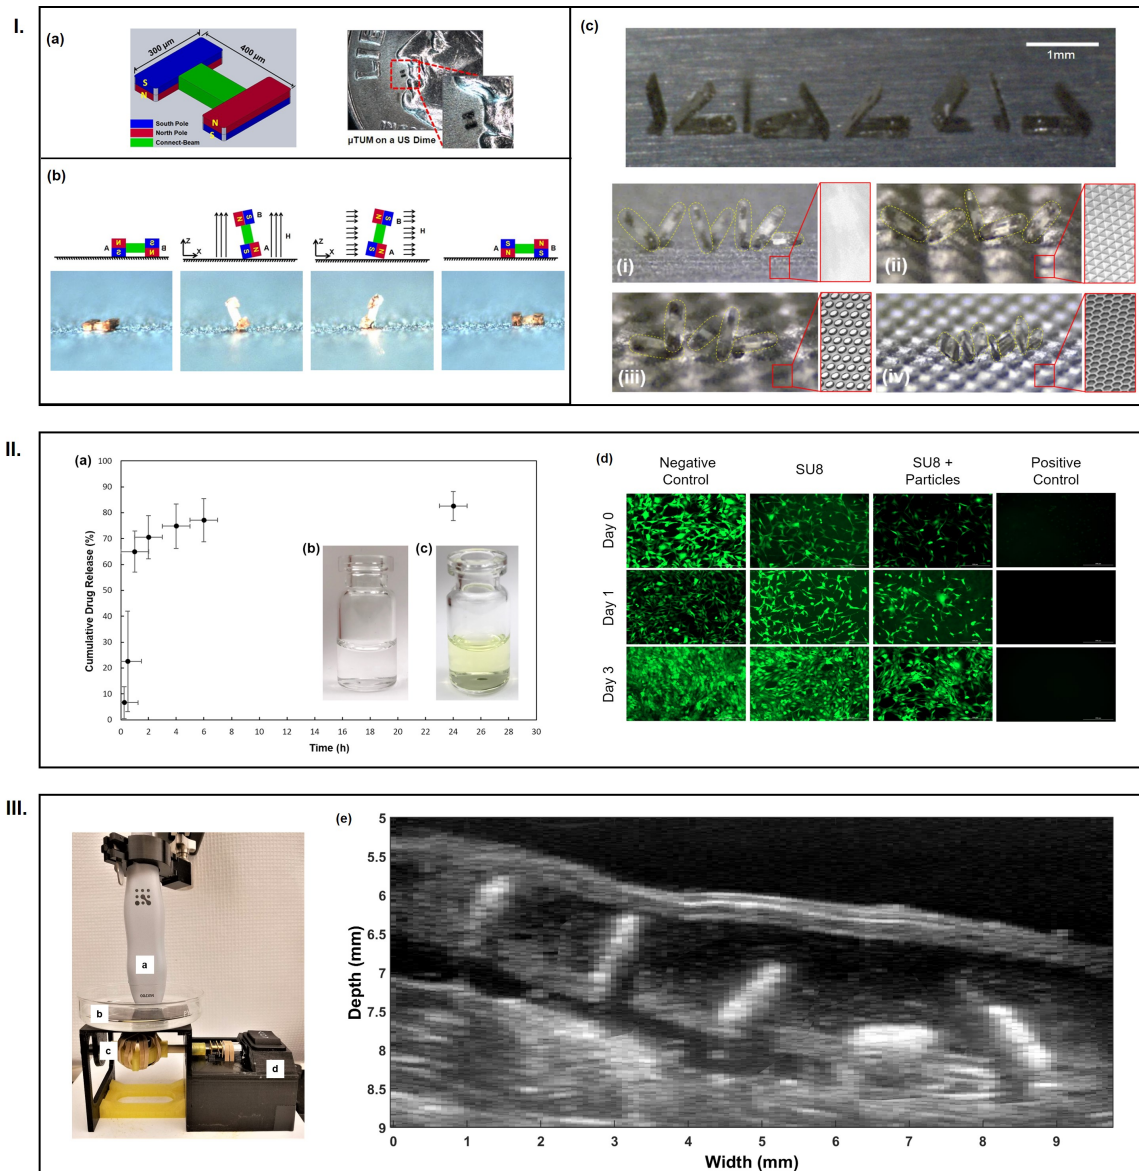 I.
(a)
300 µm
400 µm
S
N
N
S
South Pole
North Pole
Connect-Beam
µTUM on a US Dime
(b)
A
N
S
S
N
B
Z
X
N
S
B
S
N
A
H
Z
X
N
S
B
S
N
A
H
A
S
N
N
S
B
(c)
1mm
(i)
(ii)
(iii)
(iv)
II.
(a)
Cumulative Drug Release (%)
100
90
80
70
60
50
40
30
20
10
0
0 2 4 6 8 10 12 14 16 18 20 22 24 26 28 30
Time (h)
(b)
(c)
(d)
Negative
Control
SU8
SU8 +
Particles
Positive
Control
Day 0
Day 1
Day 3
III.
a
b
c
d
(e)
Depth (mm)
5
5.5
6
6.5
7
7.5
8
8.5
9
0 1 2 3 4 5 6 7 8 9
Width (mm)